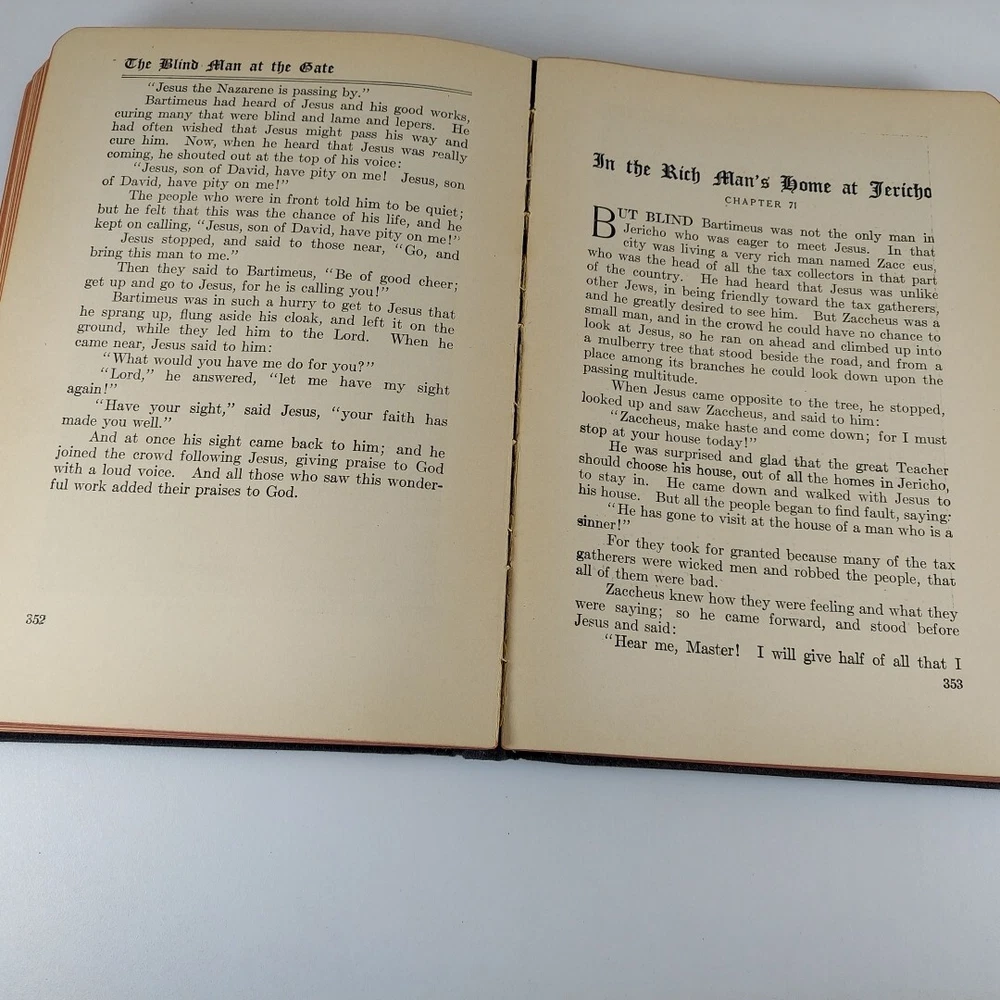 The Blind Man at the Gate
"Jesus the Nazarene is passing by."
Bartimeus had heard of Jesus and his good works,
curing many that were blind and lame and lepers. He
had often wished that Jesus might pass his way and
cure him. Now, when he heard that Jesus was really
coming, he shouted out at the top of his voice:
"Jesus, son of David, have pity on me! Jesus, son
of David, have pity on me!"
The people who were in front told him to be quiet;
but he felt that this was the chance of his life, and he
kept on calling, "Jesus, son of David, have pity on me!"
Jesus stopped, and said to those near, "Go, and
bring this man to me."
Then they said to Bartimeus, "Be of good cheer;
get up and go to Jesus, for he is calling you!"
Bartimeus was in such a hurry to get to Jesus that
he sprang up, flung aside his cloak, and left it on the
ground, while they led him to the Lord. When he
came near, Jesus said to him:
"What would you have me do for you?"
"Lord," he answered, "let me have my sight
again!"
"Have your sight," said Jesus, "your faith has
made you well."
And at once his sight came back to him; and he
joined the crowd following Jesus, giving praise to God
with a loud voice. And all those who saw this wonder-
ful work added their praises to God.
352
In the Rich Man's Home at Jericho
CHAPTER 71
BUT BLIND Bartimeus was not the only man in
Jericho who was eager to meet Jesus. In that
city was living a very rich man named Zacc eus,
who was the head of all the tax collectors in that part
of the country. He had heard that Jesus was unlike
other Jews, in being friendly toward the tax gatherers,
and he greatly desired to see him. But Zaccheus was a
small man, and in the crowd he could have no chance to
look at Jesus, so he ran on ahead and climbed up into
a mulberry tree that stood beside the road, and from a
place among its branches he could look down upon the
passing multitude.
When Jesus came opposite to the tree, he stopped,
looked up and saw Zaccheus, and said to him:
"Zaccheus, make haste and come down; for I must
stop at your house today!"
He was surprised and glad that the great Teacher
should choose his house, out of all the homes in Jericho,
to stay in. He came down and walked with Jesus to
his house. But all the people began to find fault, saying:
"He has gone to visit at the house of a man who is a
sinner!"
For they took for granted because many of the tax
gatherers were wicked men and robbed the people, that
all of them were bad.
Zaccheus knew how they were feeling and what they
were saying; so he came forward, and stood before
Jesus and said:
"Hear me, Master! I will give half of all that I
353